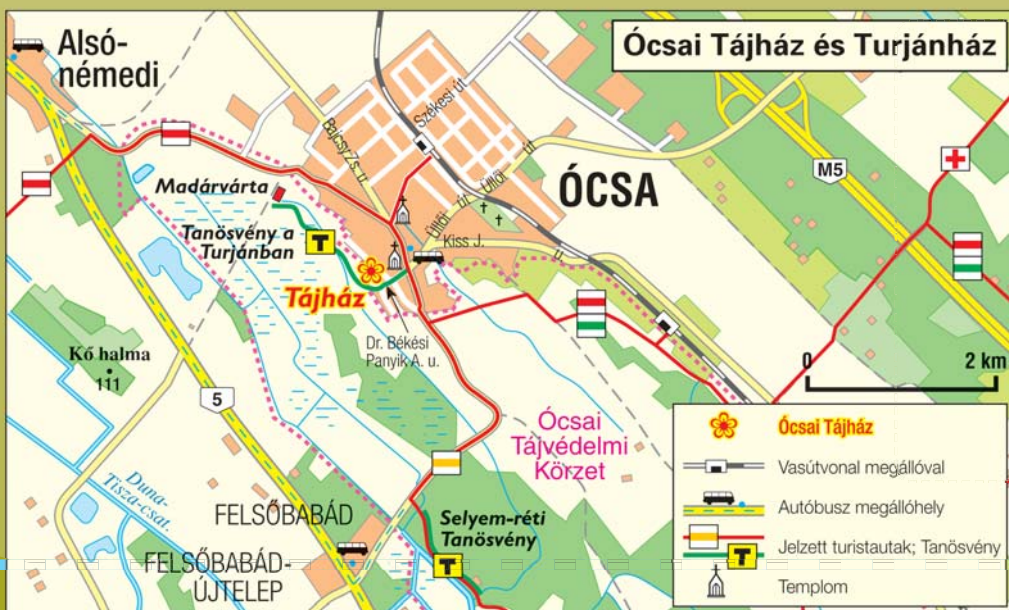 Ócsai Tájház és Turjánház
Alsó-
némedi
Székesi út
Bajcsy Zs. u.
M5
ÓCSA
Üllői út
Madárvárta
Üllői út
Kiss J.
u.
Tanösvény a
Turjánban
T
Tájház
Dr. Békési
Panyik A. u.
Kő halma
111
0 2 km
5
Ócsai
Tájvédelmi
Körzet
Ócsai Tájház
Vasútvonal megállóval
Duna-
Tisza-csat.
FELSŐBABÁD
Autóbusz megállóhely
Selyem-réti
Tanösvény
Jelzett turistautak; Tanösvény
T
FELSŐBABÁD-
ÚJTELEP
T
Templom